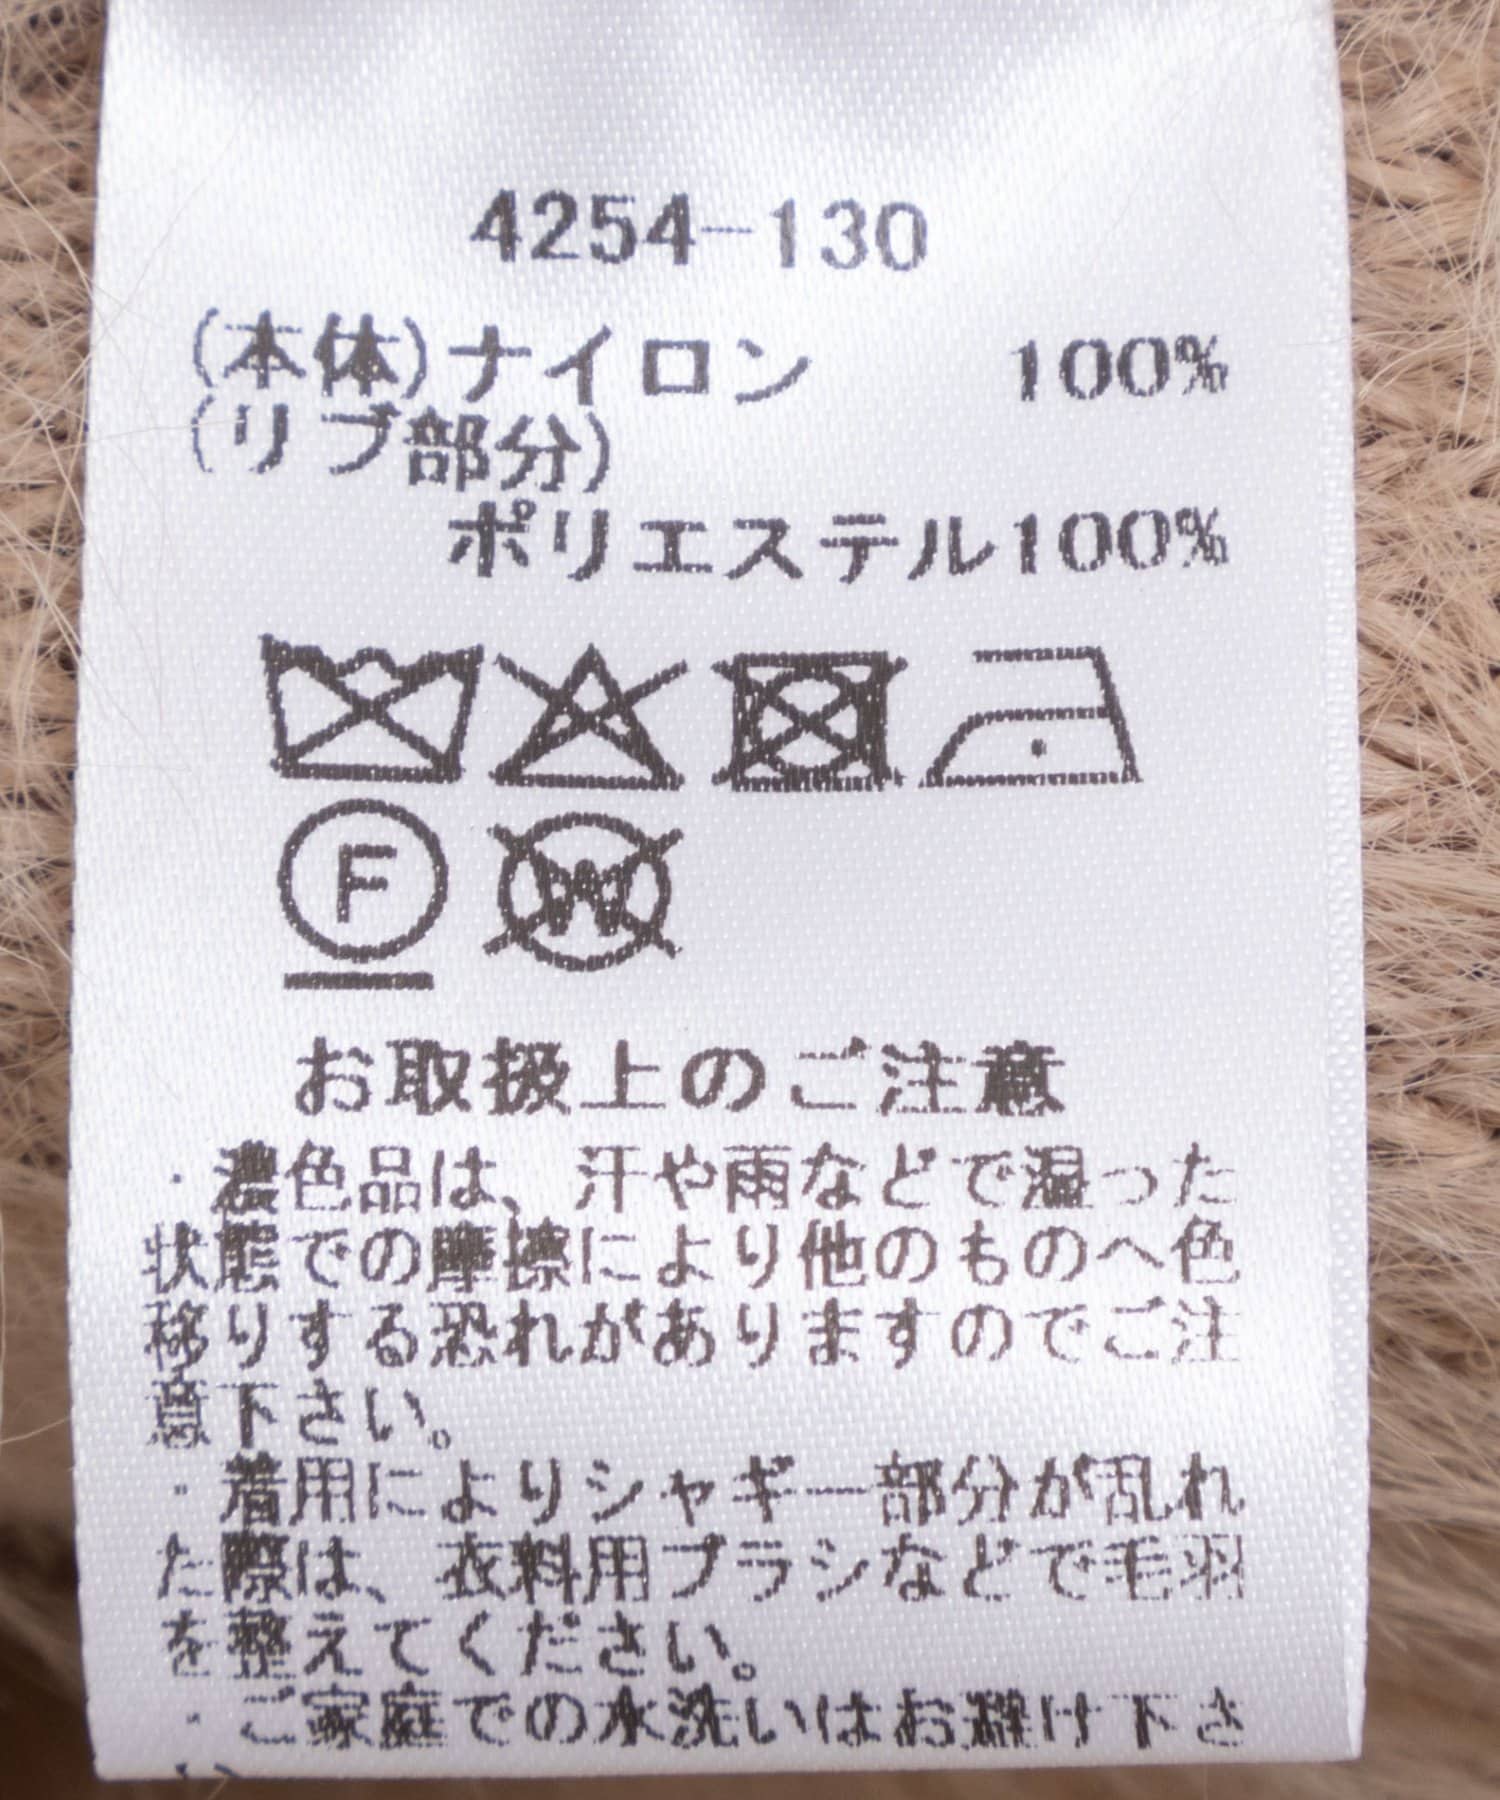 4254-130
(本体)ナイロン 100%
(リブ部分)
ポリエステル100%
F
W
お取扱上のご注意
・濃色品は、汗や雨などで湿った
状態での摩擦により他のものへ色
移りする恐れがありますのでご注
意下さい。
・着用によりシャギー部分が乱れ
た際は、衣料用ブラシなどで毛羽
を整えてください。
・ご家庭での水洗いはお避け下さ